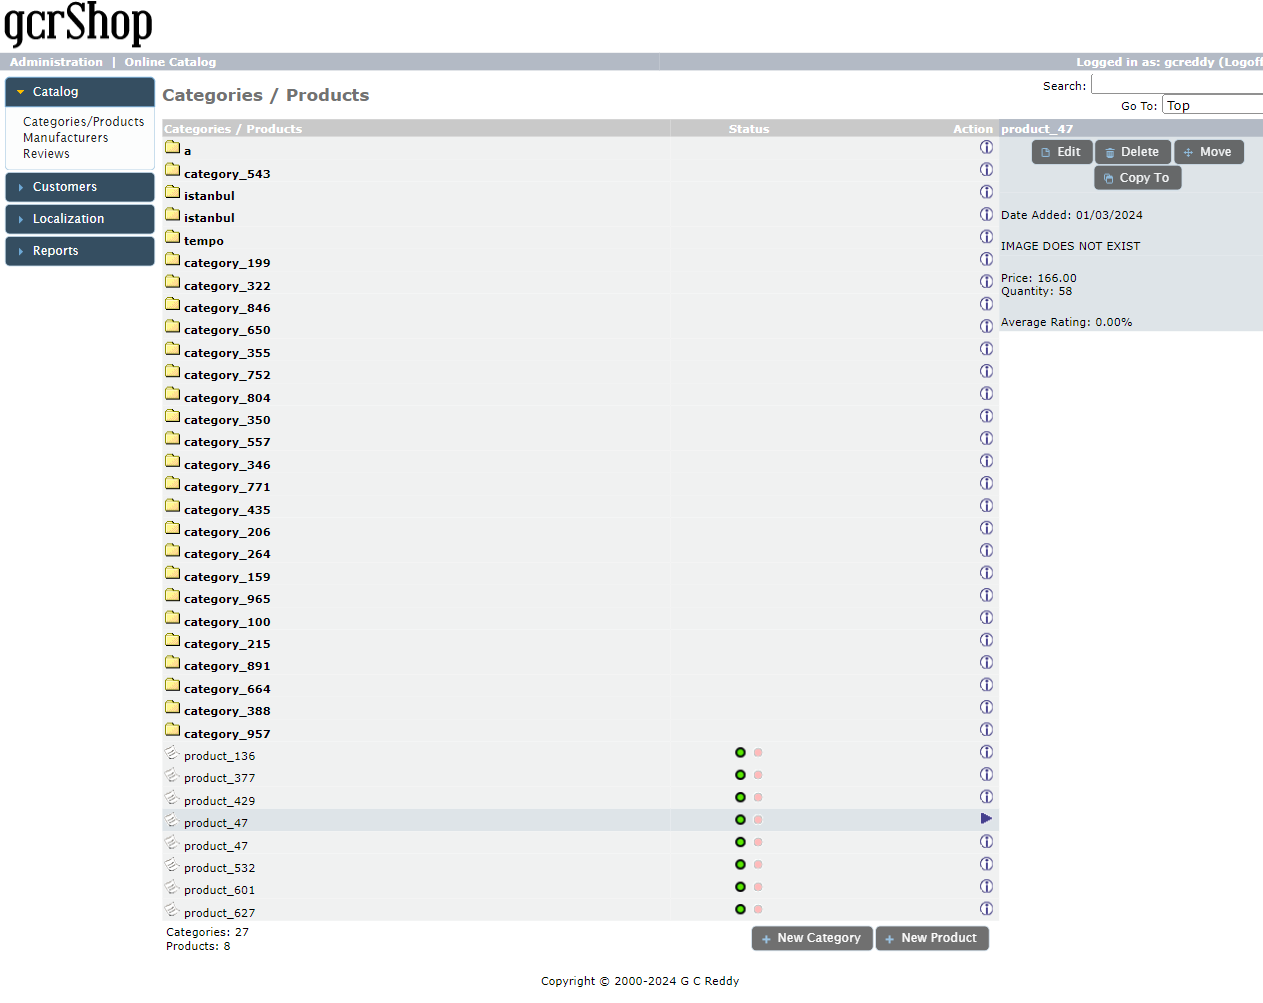 gcrShop
Administration | Online Catalog
Logged in as: gcreddy (Logoff
Catalog
Categories/Products
Manufacturers
Reviews
Customers
Localization
Reports
Categories / Products
Search:
Go To: Top
Categories / Products Status Action
a
category_543
istanbul
istanbul
tempo
category_199
category_322
category_846
category_650
category_355
category_752
category_804
category_350
category_557
category_346
category_771
category_435
category_206
category_264
category_159
category_965
category_100
category_215
category_891
category_664
category_388
category_957
product_136
product_377
product_429
product_47
product_47
product_532
product_601
product_627
Categories: 27
Products: 8
New Category New Product
product_47
Edit Delete Move
Copy To
Date Added: 01/03/2024
IMAGE DOES NOT EXIST
Price: 166.00
Quantity: 58
Average Rating: 0.00%
Copyright © 2000-2024 G C Reddy